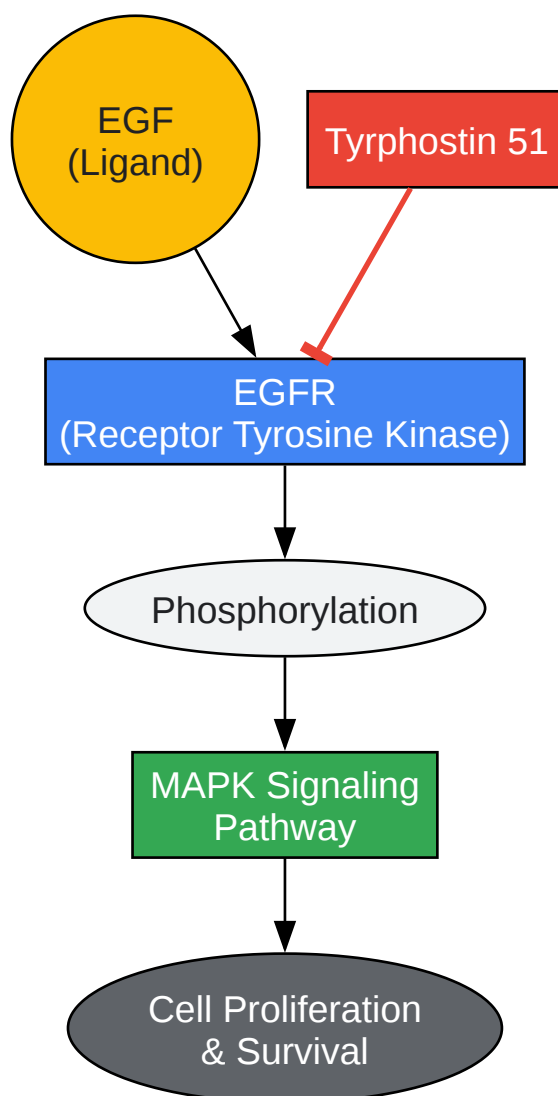 EGF
(Ligand)
Tyrphostin 51
EGFR
(Receptor Tyrosine Kinase)
Phosphorylation
MAPK Signaling
Pathway
Cell Proliferation
& Survival